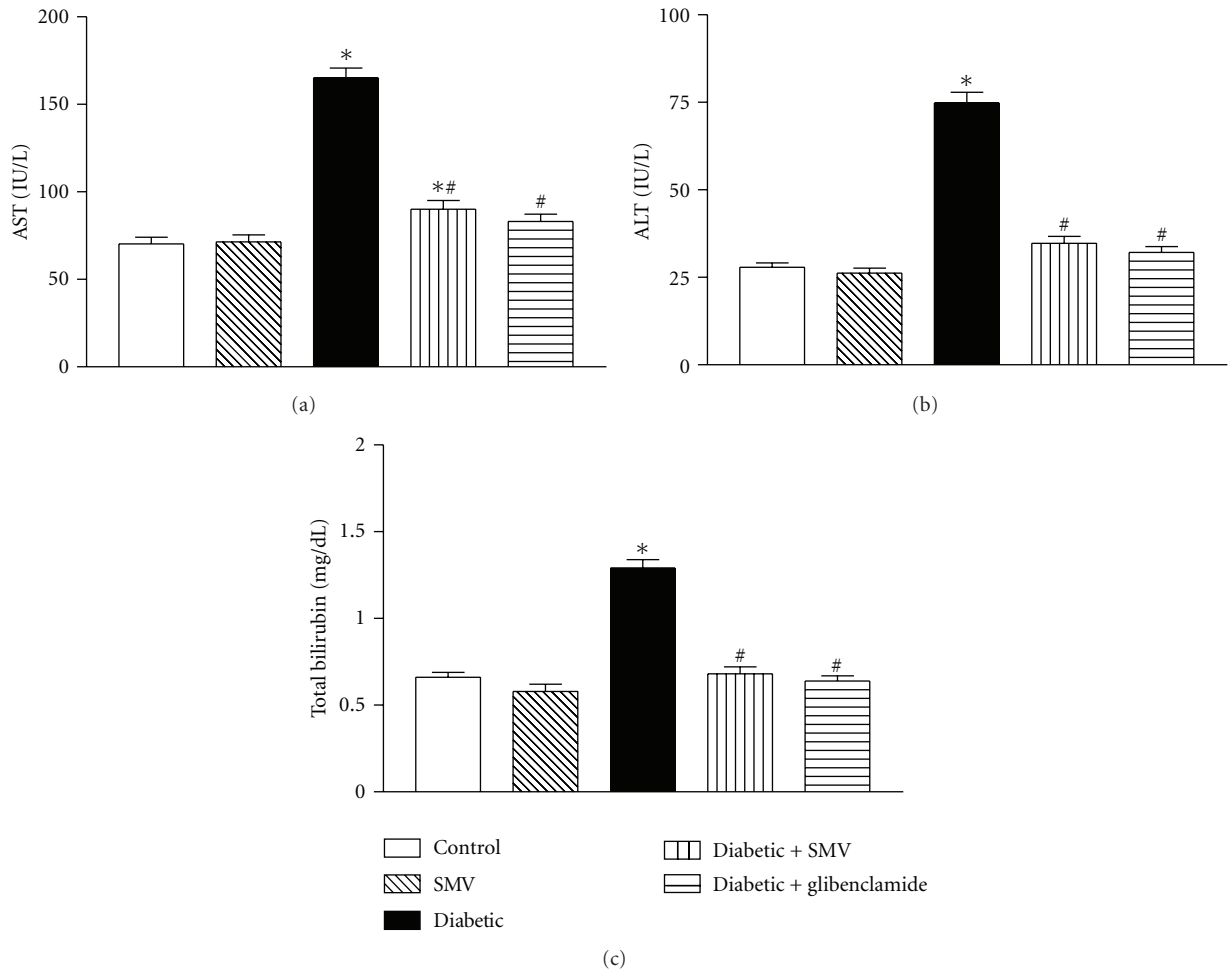 200
150
100
50
0
AST (IU/L)
*
*#
#
(a)
100
75
50
25
0
ALT (IU/L)
*
#
#
(b)
2
1.5
1
0.5
0
Total bilirubin (mg/dL)
*
#
#
Control
SMV
Diabetic
Diabetic + SMV
Diabetic + glibenclamide
(c)